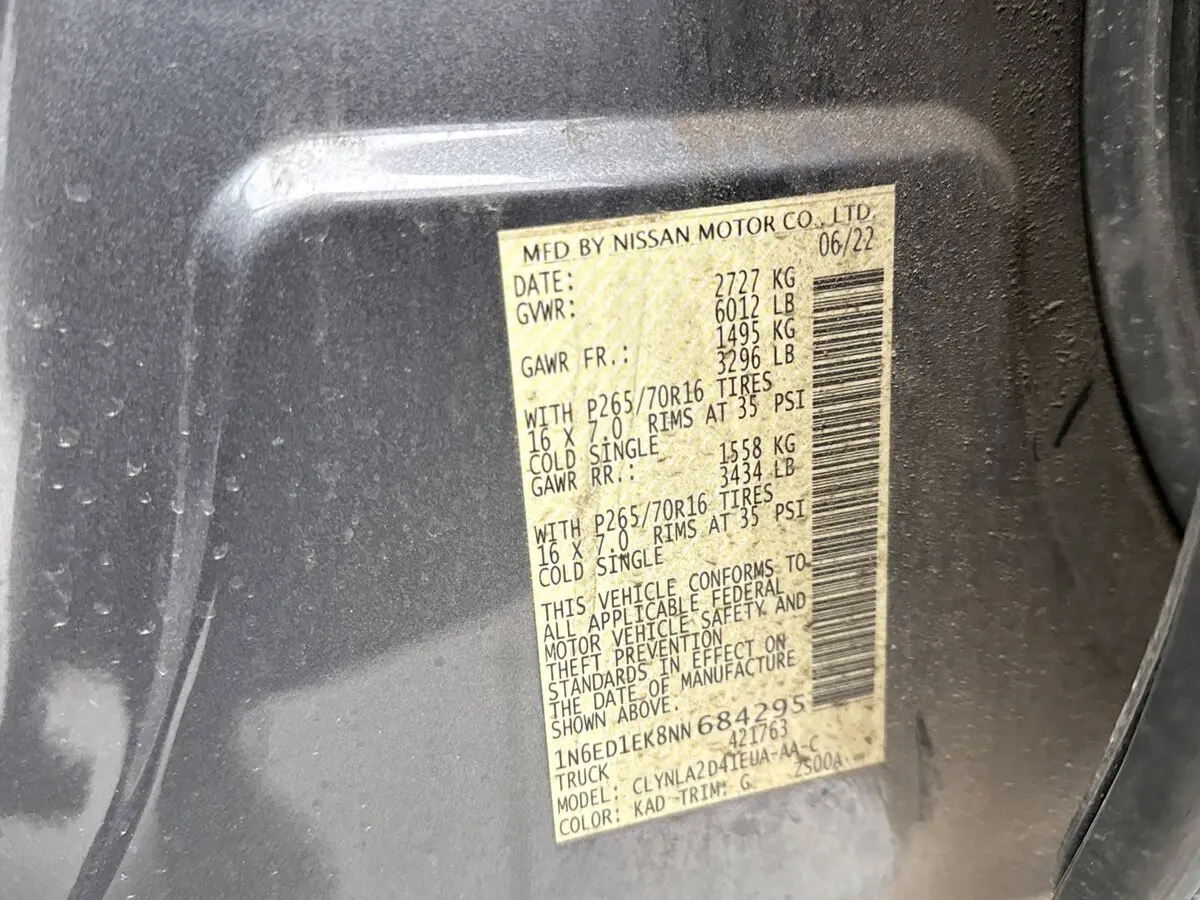 MFD BY NISSAN MOTOR CO., LTD.
DATE: 06/22
GVWR: 2727 KG
6012 LB
GAWR FR.: 1495 KG
3296 LB
WITH P265/70R16 TIRES
16 X 7.0 RIMS AT 35 PSI
COLD SINGLE
GAWR RR.: 1558 KG
3434 LB
WITH P265/70R16 TIRES
16 X 7.0 RIMS AT 35 PSI
COLD SINGLE
THIS VEHICLE CONFORMS TO
ALL APPLICABLE FEDERAL
MOTOR VEHICLE SAFETY AND
THEFT PREVENTION
STANDARDS IN EFFECT ON
THE DATE OF MANUFACTURE
SHOWN ABOVE.
1N6ED1EK8NN684295
TRUCK 421763
MODEL: CLYNLA2D41EUA-AA-C
COLOR: KAD TRIM: G ZS00A